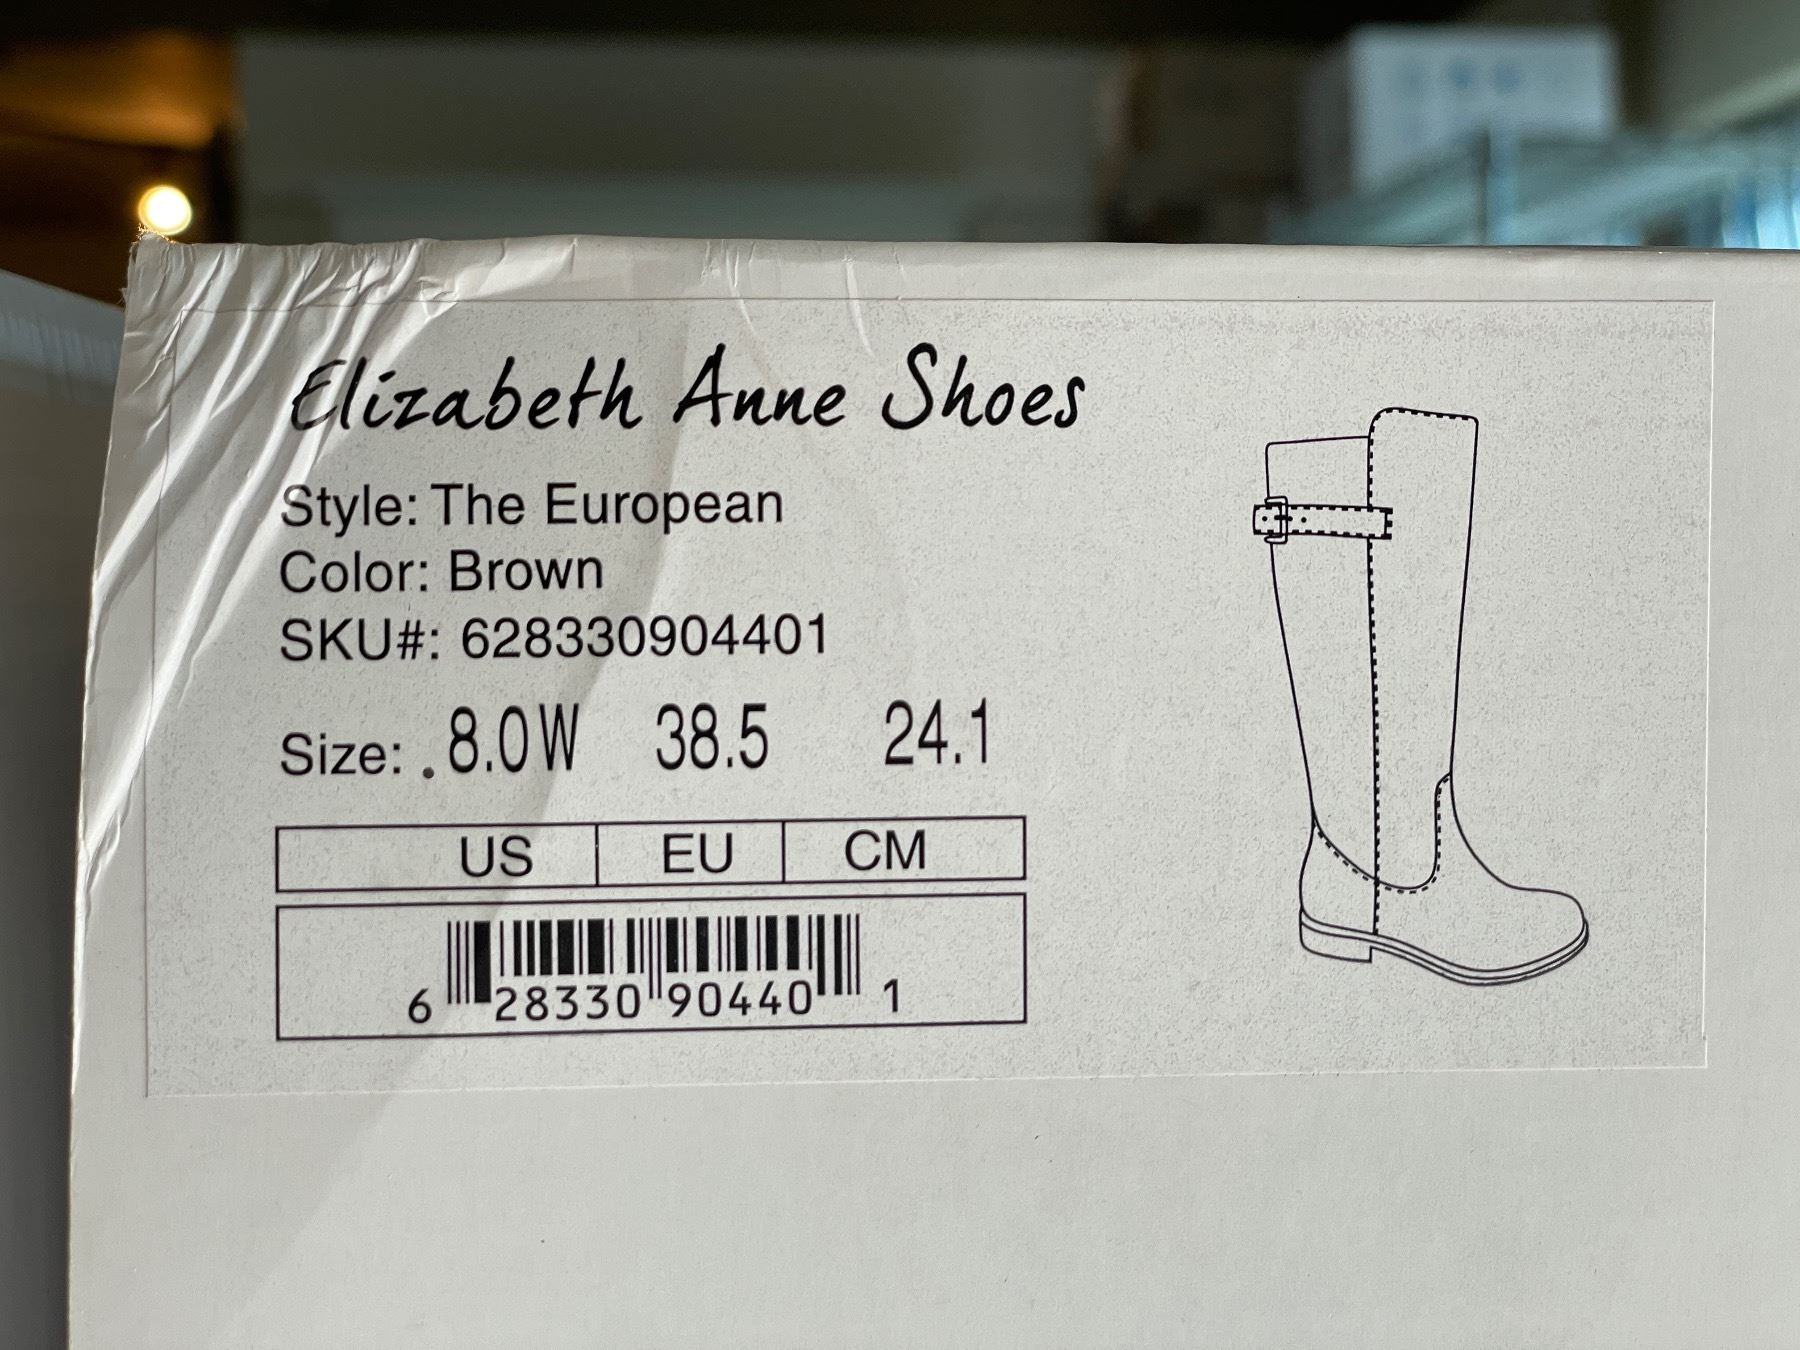 Elizabeth Anne Shoes
Style: The European
Color: Brown
SKU#: 628330904401
Size: . 8.0W 38.5 24.1
US EU CM
6 28330 90440 1